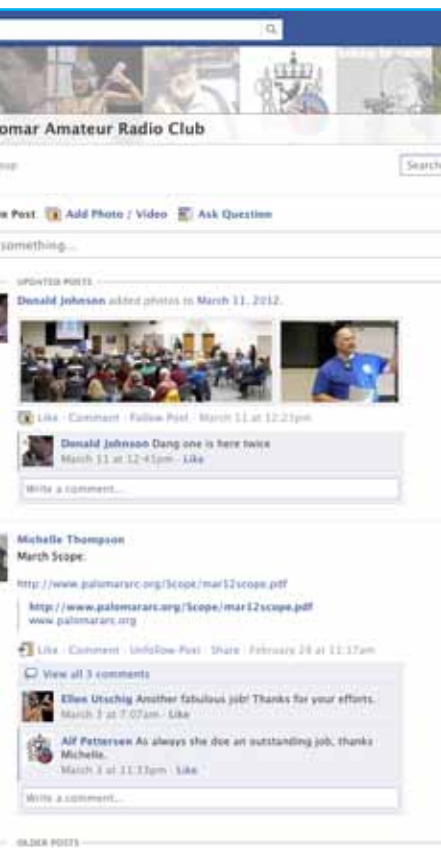 omar Amateur Radio Club
Search
Post Add Photo / Video Ask Question
something...
UPDATED POSTS
Donald Johnson added photos to March 11, 2012.
Like · Comment · Follow Post · March 11 at 12:23pm
Donald Johnson Dang one is here twice
March 11 at 12:41pm · Like
Write a comment...
Michelle Thompson
March Scope:
http://www.palomararc.org/Scope/mar12scope.pdf
http://www.palomararc.org/Scope/mar12scope.pdf
www.palomararc.org
Like · Comment · Unfollow Post · Share · February 28 at 11:17am
View all 3 comments
Ellen Utschig Another fabulous job! Thanks for your efforts.
March 3 at 7:07am · Like
Alf Pettersen As always she doe an outstanding job, thanks
Michelle.
March 3 at 11:33pm · Like
Write a comment...
OLDER POSTS